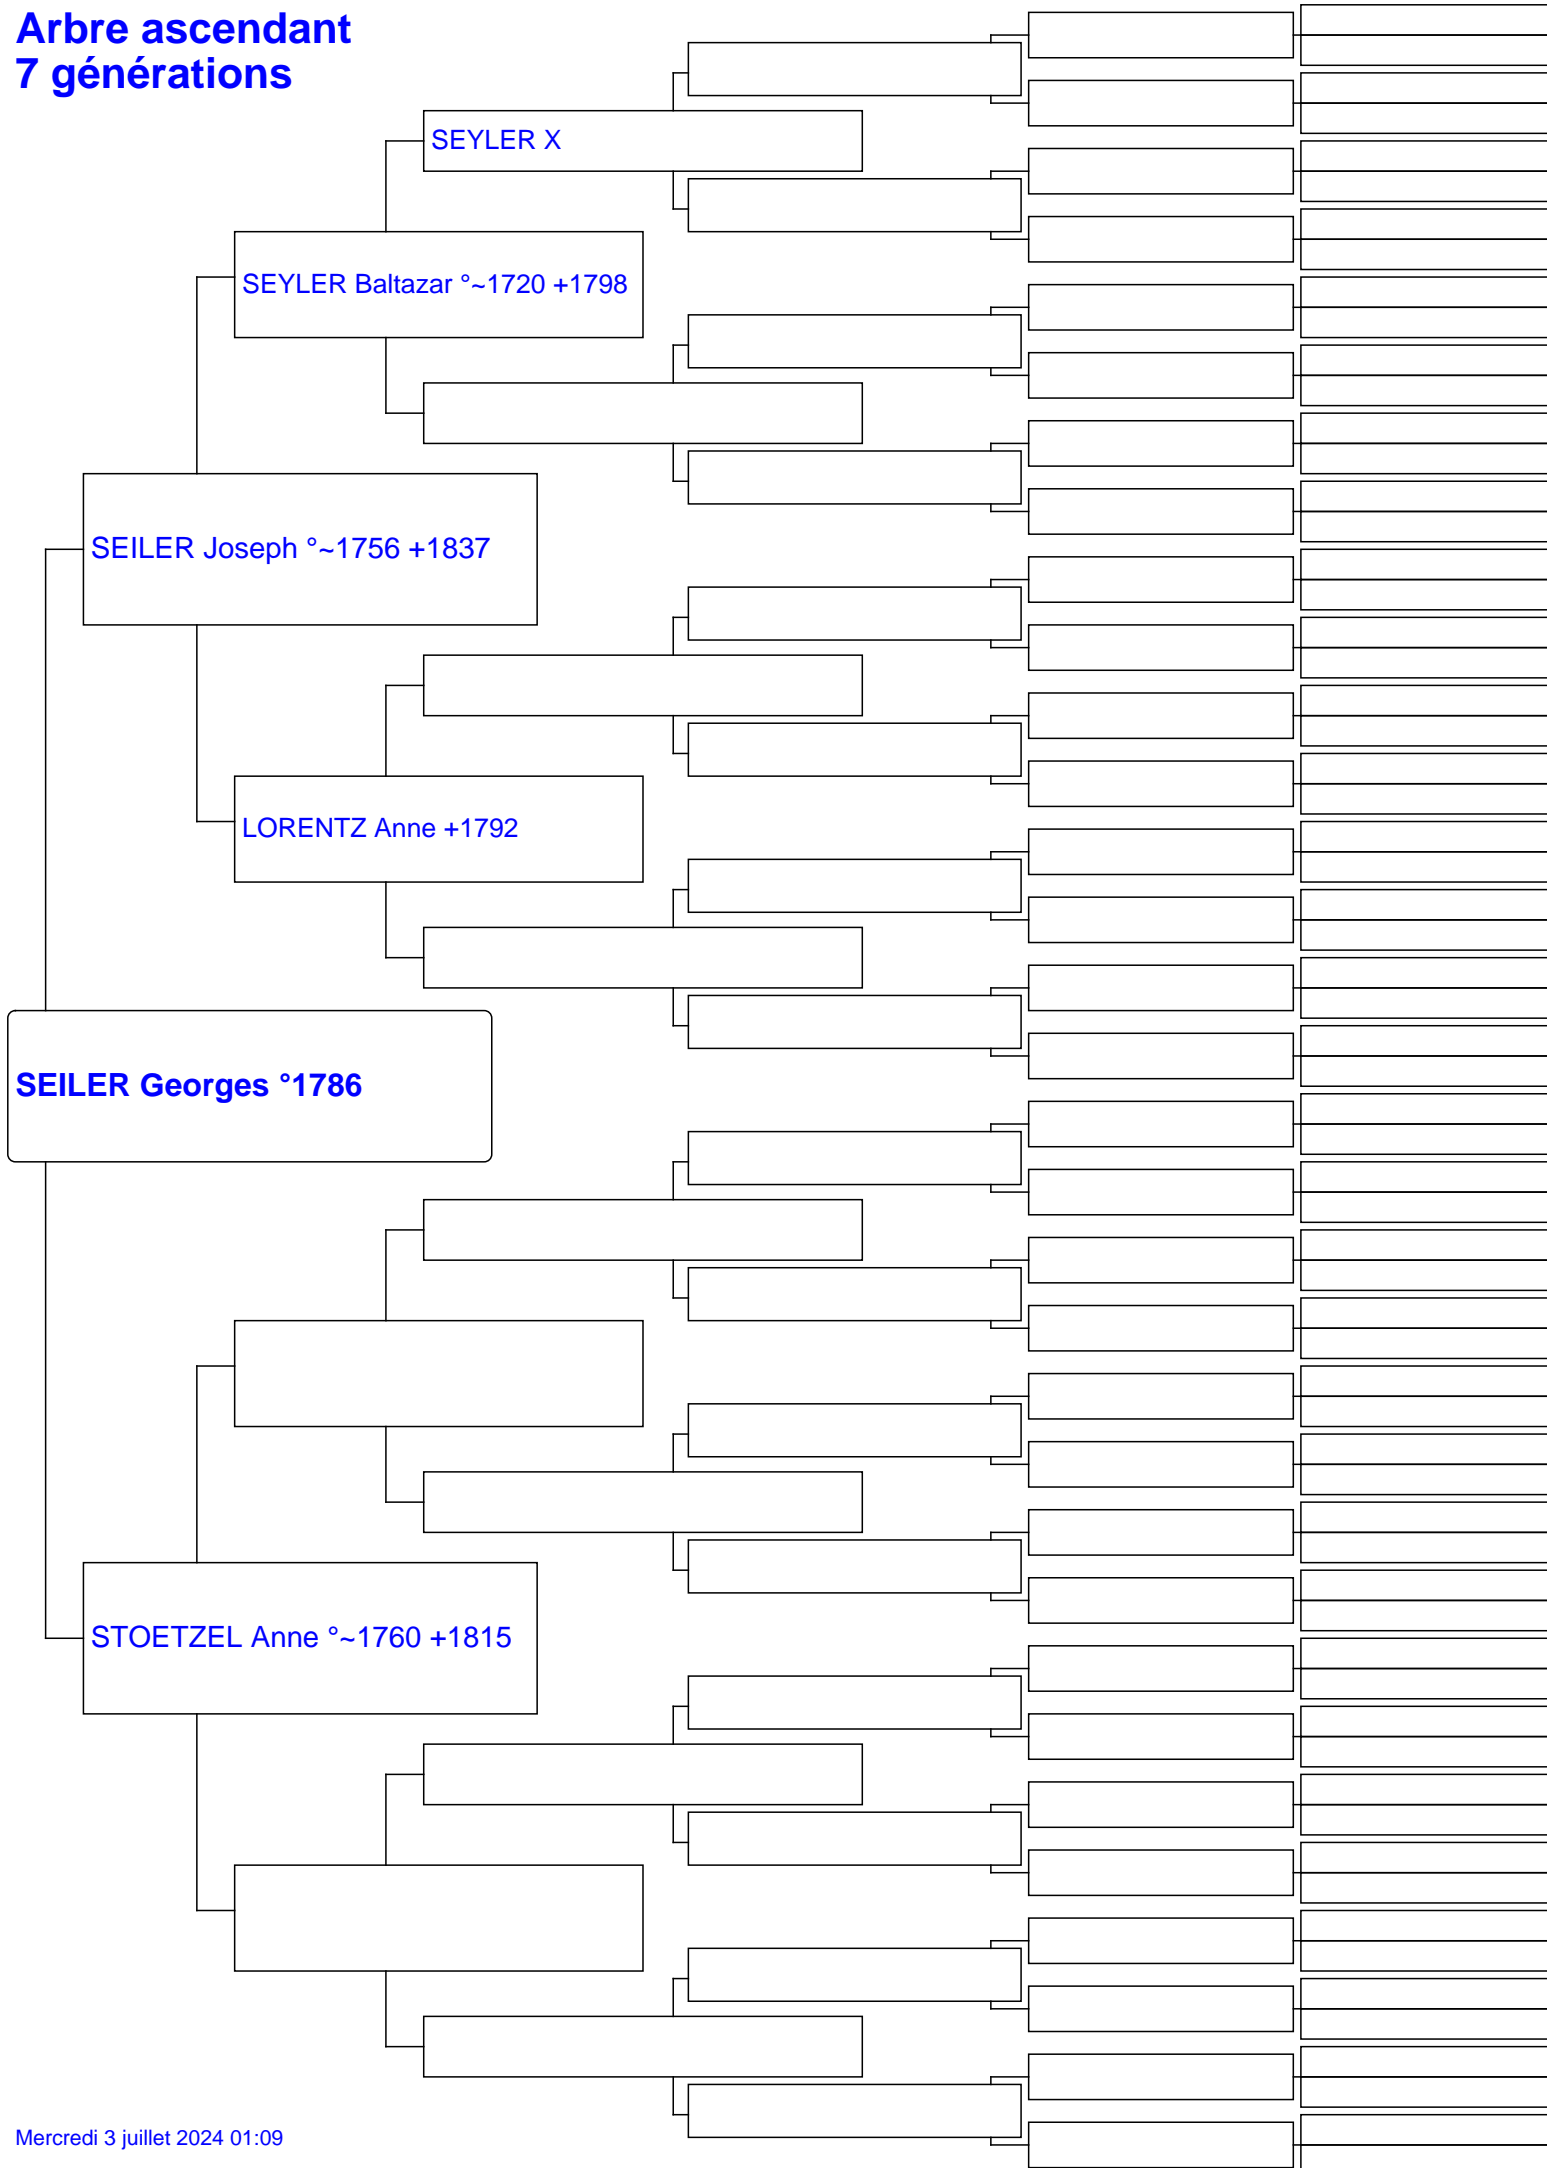 Arbre ascendant
7 générations
SEYLER X
SEYLER Baltazar °~1720 +1798
SEILER Joseph °~1756 +1837
LORENTZ Anne +1792
SEILER Georges °1786
STOETZEL Anne °~1760 +1815
Mercredi 3 juillet 2024 01:09